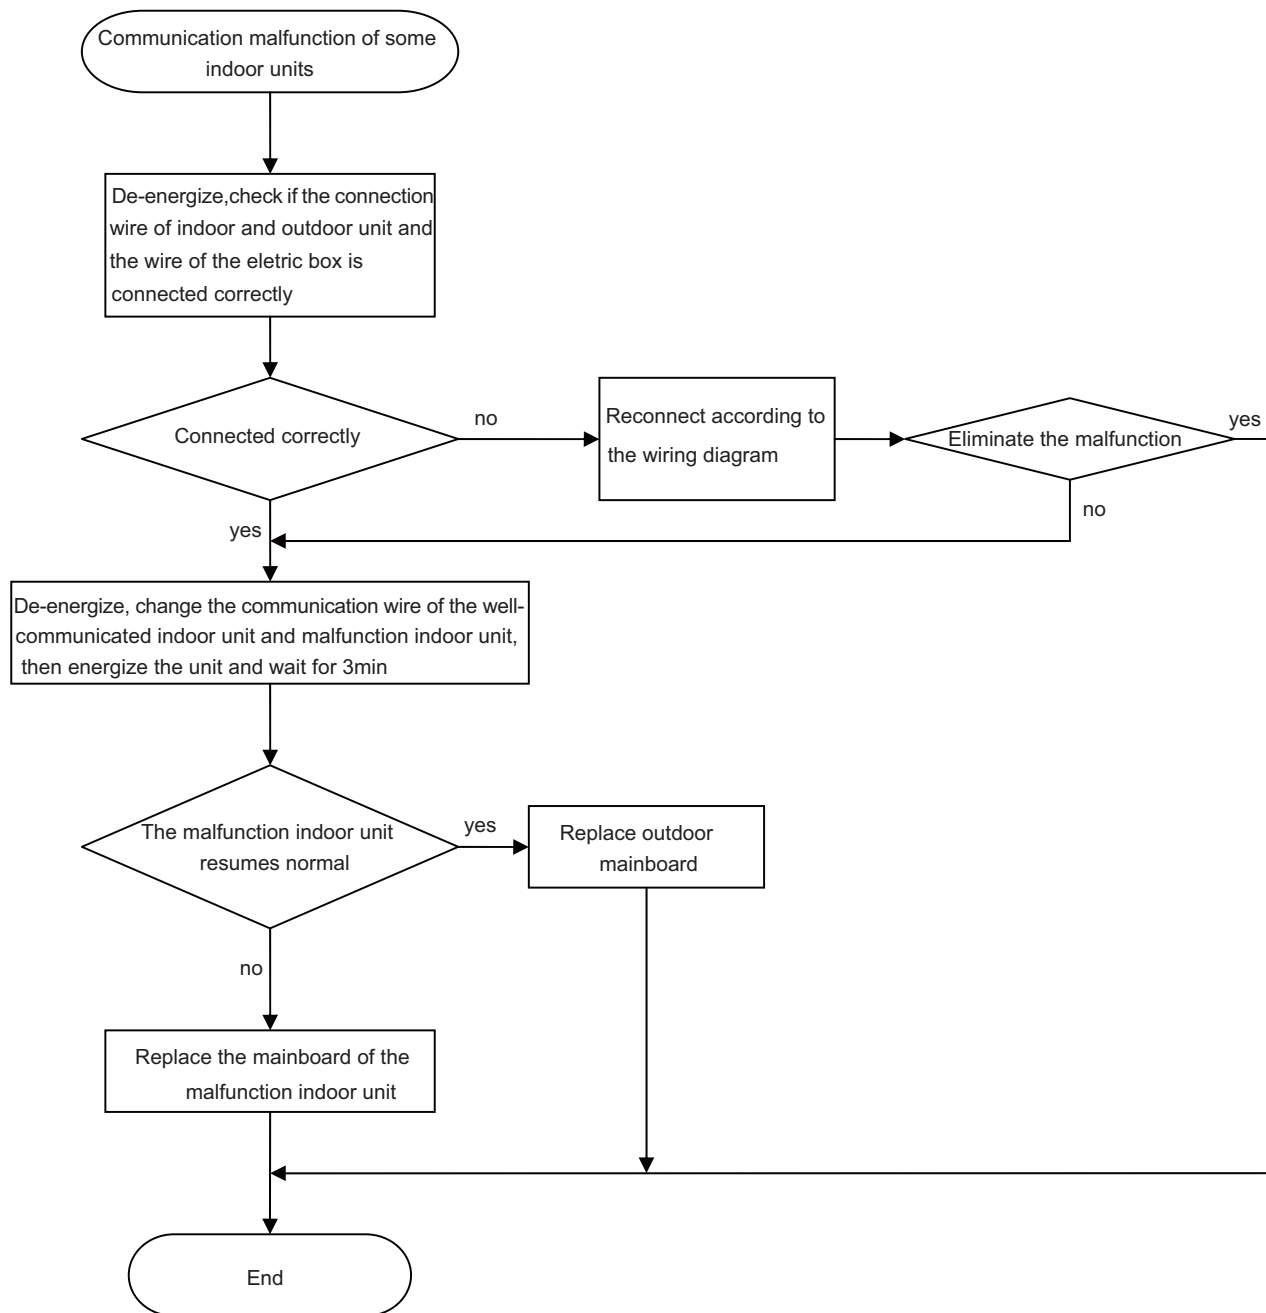 Communication malfunction of some
indoor units
De-energize,check if the connection
wire of indoor and outdoor unit and
the wire of the eletric box is
connected correctly
Connected correctly
no
Reconnect according to
the wiring diagram
Eliminate the malfunction
yes
no
yes
De-energize, change the communication wire of the well-
communicated indoor unit and malfunction indoor unit,
then energize the unit and wait for 3min
The malfunction indoor unit
resumes normal
yes
Replace outdoor
mainboard
no
Replace the mainboard of the
malfunction indoor unit
End